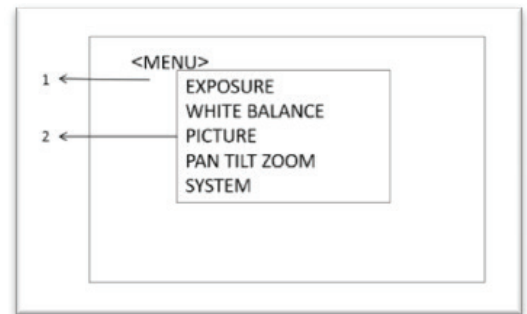 <MENU>
1
EXPOSURE
WHITE BALANCE
2
PICTURE
PAN TILT ZOOM
SYSTEM